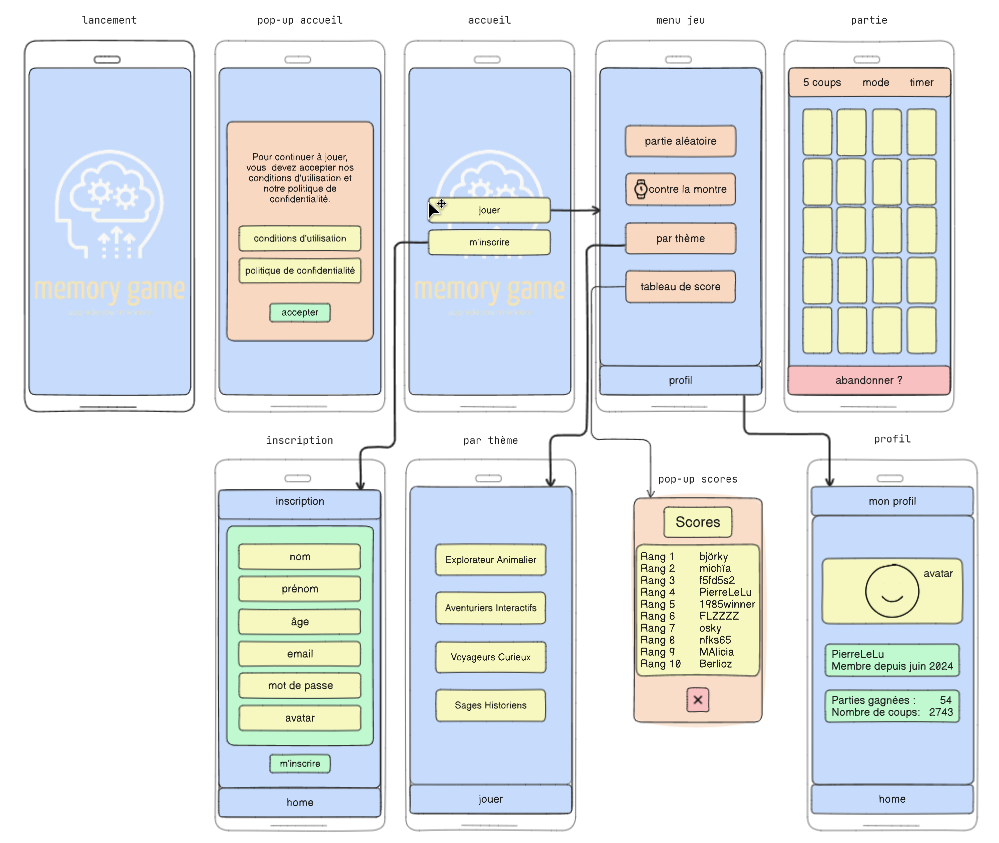 lancement
pop-up accueil
accueil
menu jeu
partie
memory game
Pour continuer à jouer,
vous devez accepter nos
conditions d'utilisation et
notre politique de
confidentialité.
conditions d'utilisation
politique de confidentialité
accepter
jouer
m'inscrire
memory game
partie aléatoire
contre la montre
par thème
tableau de score
profil
5 coups mode timer
abandonner ?
inscription
par thème
pop-up scores
profil
inscription
nom
prénom
âge
email
mot de passe
avatar
m'inscrire
home
Explorateur Animalier
Aventuriers Interactifs
Voyageurs Curieux
Sages Historiens
jouer
Scores
Rang 1 björky
Rang 2 michïa
Rang 3 f5fd5s2
Rang 4 PierreLeLu
Rang 5 1985winner
Rang 6 FLZZZZ
Rang 7 osky
Rang 8 nfks65
Rang 9 MAlicia
Rang 10 Berlioz
mon profil
avatar
PierreLeLu
Membre depuis juin 2024
Parties gagnées : 54
Nombre de coups: 2743
home